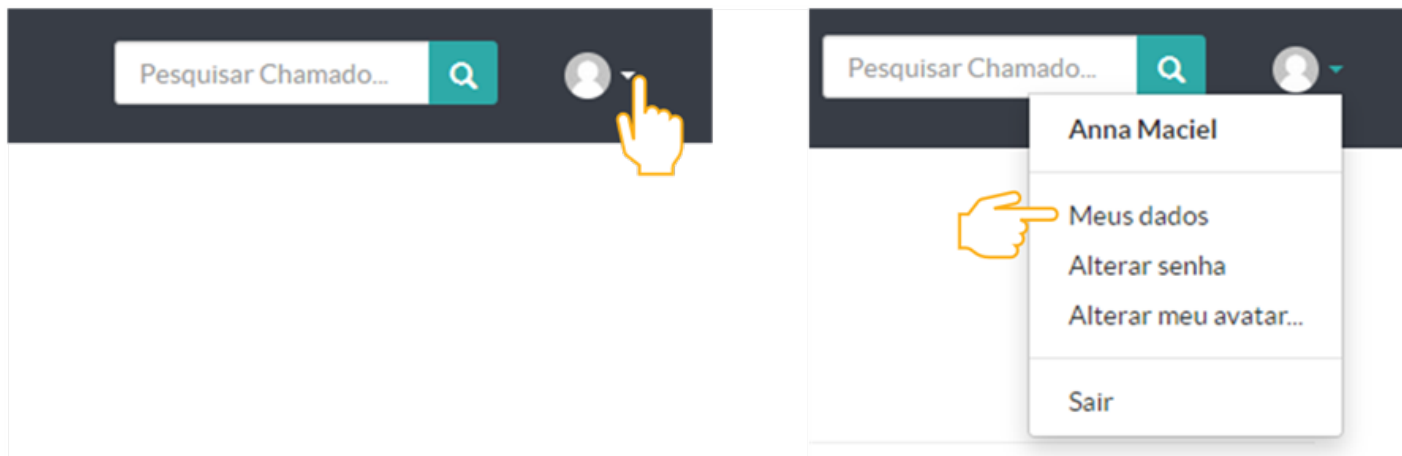 Pesquisar Chamado...
Pesquisar Chamado...
Anna Maciel
Meus dados
Alterar senha
Alterar meu avatar...
Sair